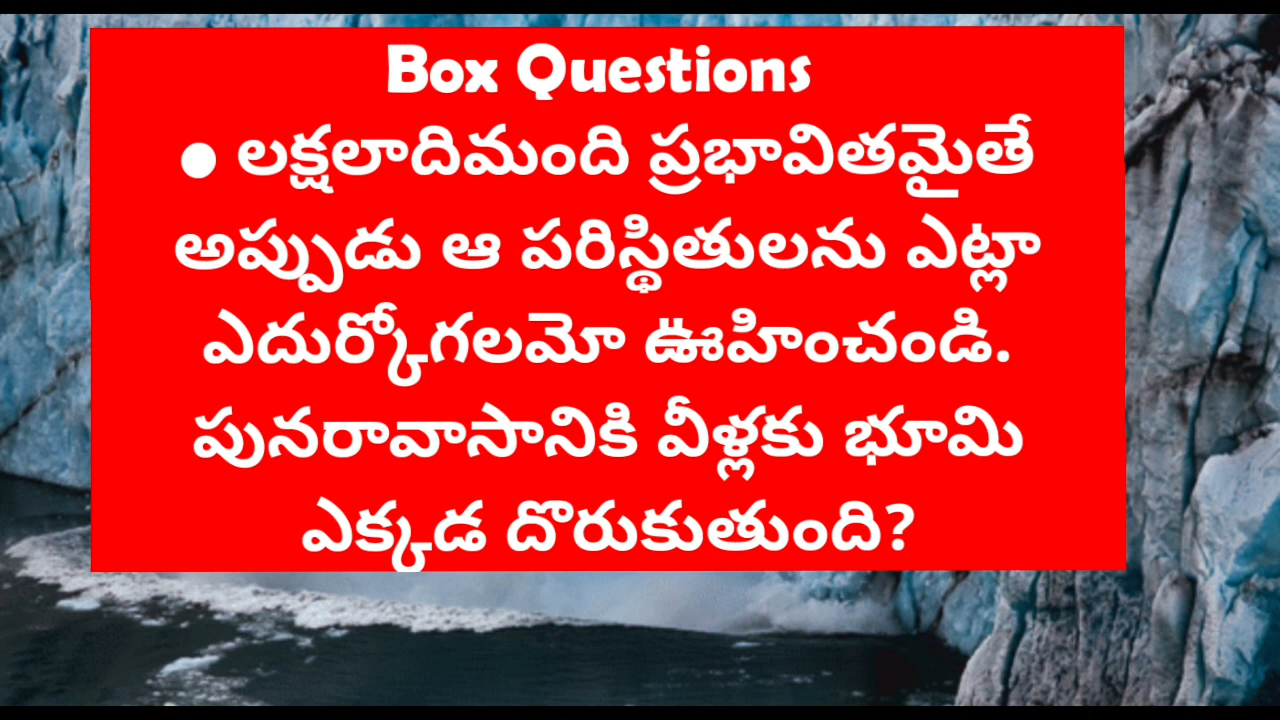 Box Questions
● లక్షలాదిమంది ప్రభావితమైతే
అప్పుడు ఆ పరిస్థితులను ఎట్లా
ఎదుర్కోగలమో ఊహించండి.
పునరావాసానికి వీళ్లకు భూమి
ఎక్కడ దొరుకుతుంది?